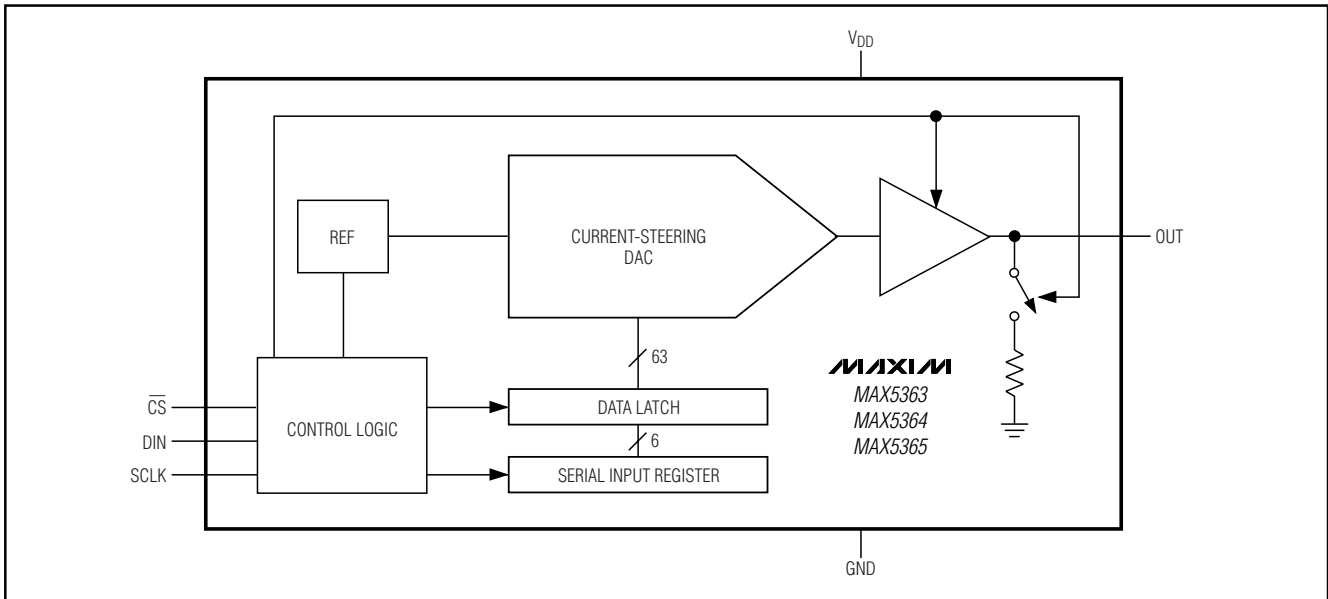 VDD
REF
CURRENT-STEERING
DAC
OUT
63
MAXIM
MAX5363
MAX5364
MAX5365
CS
DIN
SCLK
CONTROL LOGIC
DATA LATCH
6
SERIAL INPUT REGISTER
GND